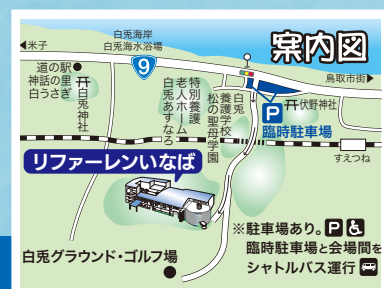 案内図
白兎海岸
白兎海水浴場
◀米子
9
鳥取市街▶
道の駅●
神話の里
白うさぎ
白兎神社
特別養護
老人ホーム
白兎あすなろ
白兎
養護学校
松の聖母学園
P
伏野神社
臨時駐車場
すえつね
リファーレンいなば
※駐車場あり。P
臨時駐車場と会場間を
シャトルバス運行
白兎グラウンド・ゴルフ場